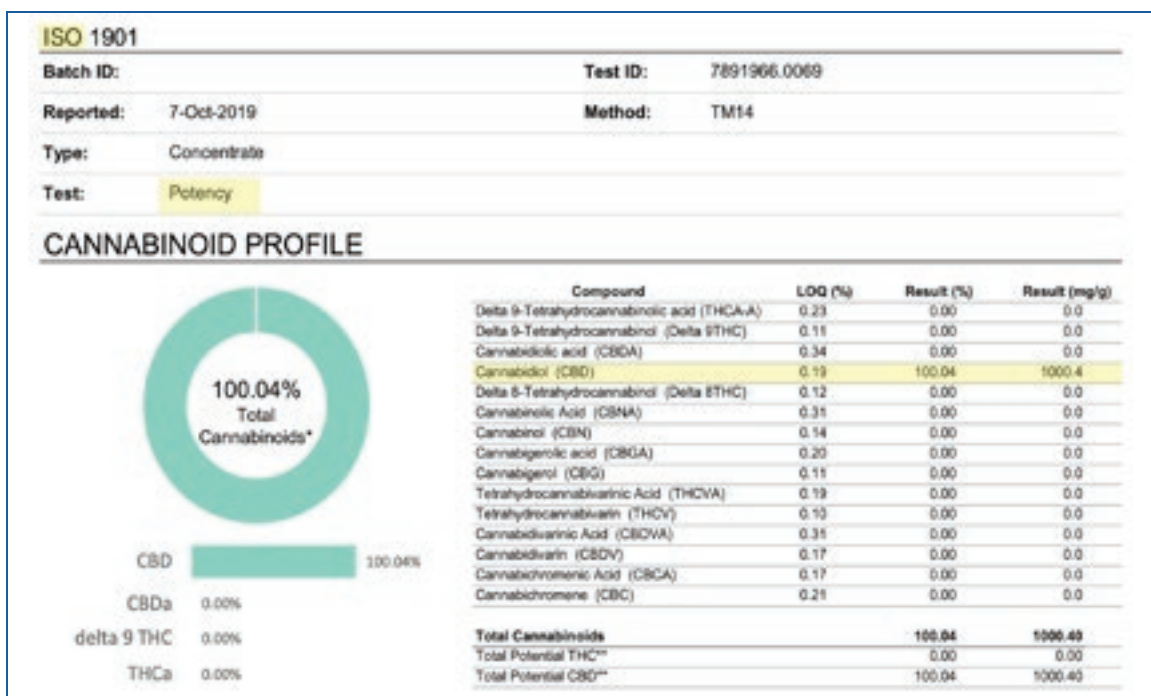 ISO 1901
Batch ID: Test ID: 7891966.0069
Reported: 7-Oct-2019 Method: TM14
Type: Concentrate
Test: Potency
CANNABINOID PROFILE
Compound LOQ (%) Result (%) Result (mg/g)
Delta 9-Tetrahydrocannabinolic acid (THCA-A) 0.23 0.00 0.0
Delta 9-Tetrahydrocannabinol (Delta 9THC) 0.11 0.00 0.0
Cannabidiolic acid (CBDA) 0.34 0.00 0.0
Cannabidiol (CBD) 0.19 100.04 1000.4
Delta 8-Tetrahydrocannabinol (Delta 8THC) 0.12 0.00 0.0
Cannabinolic Acid (CBNA) 0.31 0.00 0.0
Cannabinol (CBN) 0.14 0.00 0.0
Cannabigerolic acid (CBGA) 0.20 0.00 0.0
Cannabigerol (CBG) 0.11 0.00 0.0
Tetrahydrocannabivarinic Acid (THCVA) 0.19 0.00 0.0
Tetrahydrocannabivarin (THCV) 0.10 0.00 0.0
Cannabidivarinic Acid (CBDVA) 0.31 0.00 0.0
Cannabidivarin (CBDV) 0.17 0.00 0.0
Cannabichromenic Acid (CBCA) 0.17 0.00 0.0
Cannabichromene (CBC) 0.21 0.00 0.0
Total Cannabinoids 100.04 1000.40
Total Potential THC** 0.00 0.00
Total Potential CBD** 100.04 1000.40
100.04%
Total
Cannabinoids*
CBD 100.04%
CBDa 0.00%
delta 9 THC 0.00%
THCa 0.00%